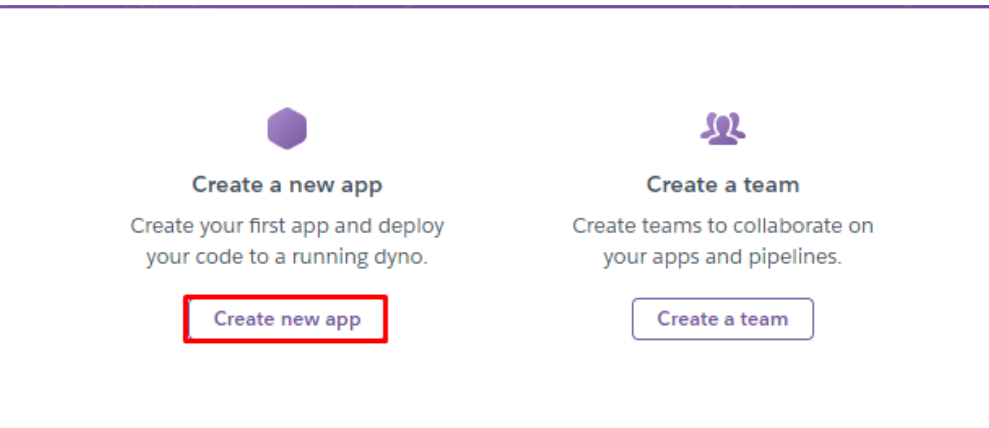 Create a new app
Create your first app and deploy
your code to a running dyno.
Create new app
Create a team
Create teams to collaborate on
your apps and pipelines.
Create a team